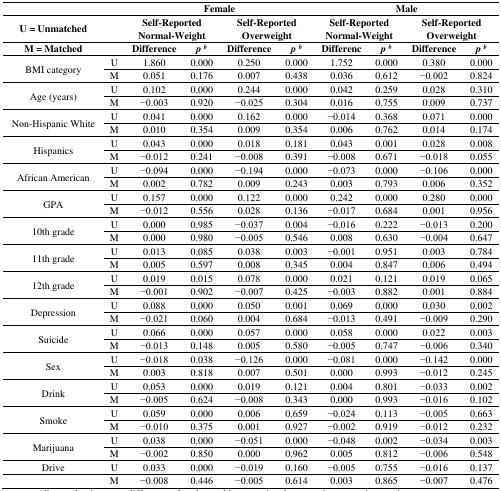 Female Male
U = Unmatched Self-Reported Normal-Weight Self-Reported Overweight Self-Reported Normal-Weight Self-Reported Overweight
M = Matched Difference p b Difference p b Differenc p b Difference p b
BMI category U 1.860 0.000 0.250 0.000 1.752 0.000 0.380 0.000
M 0.051 0.176 0.007 0.438 0.036 0.612 −0.002 0.824
Age (years) U 0.102 0.000 0.244 0.000 0.042 0.259 0.028 0.310
M −0.003 0.920 −0.025 0.304 0.016 0.755 0.009 0.737
Non-Hispanic White U 0.041 0.000 0.162 0.000 −0.014 0.368 0.071 0.000
M 0.010 0.354 0.009 0.354 0.006 0.762 0.014 0.174
Hispanics U 0.043 0.000 0.018 0.181 0.043 0.001 0.028 0.008
M −0.012 0.241 −0.008 0.391 −0.008 0.671 −0.018 0.055
African American U −0.094 0.000 −0.194 0.000 −0.073 0.000 −0.106 0.000
M 0.002 0.782 0.009 0.243 0.003 0.793 0.006 0.352
GPA U 0.157 0.000 0.122 0.000 0.242 0.000 0.280 0.000
M −0.012 0.556 0.028 0.136 −0.017 0.684 0.001 0.956
10th grade U 0.000 0.985 −0.037 0.004 −0.016 0.222 −0.013 0.200
M 0.000 0.980 −0.005 0.546 0.008 0.630 −0.004 0.647
11th grade U 0.013 0.085 0.038 0.003 −0.001 0.951 0.003 0.784
M 0.005 0.597 0.008 0.345 0.004 0.847 0.006 0.494
12th grade U 0.019 0.015 0.078 0.000 0.021 0.121 0.019 0.065
M −0.001 0.902 −0.007 0.425 −0.003 0.882 0.001 0.884
Depression U 0.088 0.000 0.050 0.001 0.069 0.000 0.030 0.002
M −0.021 0.060 0.004 0.684 −0.013 0.491 −0.009 0.290
Suicide U 0.066 0.000 0.057 0.000 0.058 0.000 0.022 0.003
M −0.013 0.148 0.005 0.580 −0.005 0.747 −0.006 0.340
Sex U −0.018 0.038 −0.126 0.000 −0.081 0.000 −0.142 0.000
M 0.003 0.818 0.007 0.501 0.000 0.993 −0.012 0.245
Drink U 0.053 0.000 0.019 0.121 0.004 0.801 −0.033 0.002
M −0.005 0.624 −0.008 0.343 0.000 0.993 −0.016 0.102
Smoke U 0.059 0.000 0.006 0.659 −0.024 0.113 −0.005 0.663
M −0.010 0.375 0.001 0.927 −0.002 0.919 −0.012 0.232
Marijuana U 0.038 0.000 −0.051 0.000 −0.048 0.002 −0.034 0.003
M −0.002 0.850 0.000 0.962 0.005 0.812 −0.006 0.548
Drive U 0.033 0.000 −0.019 0.160 −0.005 0.755 −0.016 0.137
M −0.008 0.446 −0.005 0.614 0.003 0.865 −0.007 0.476